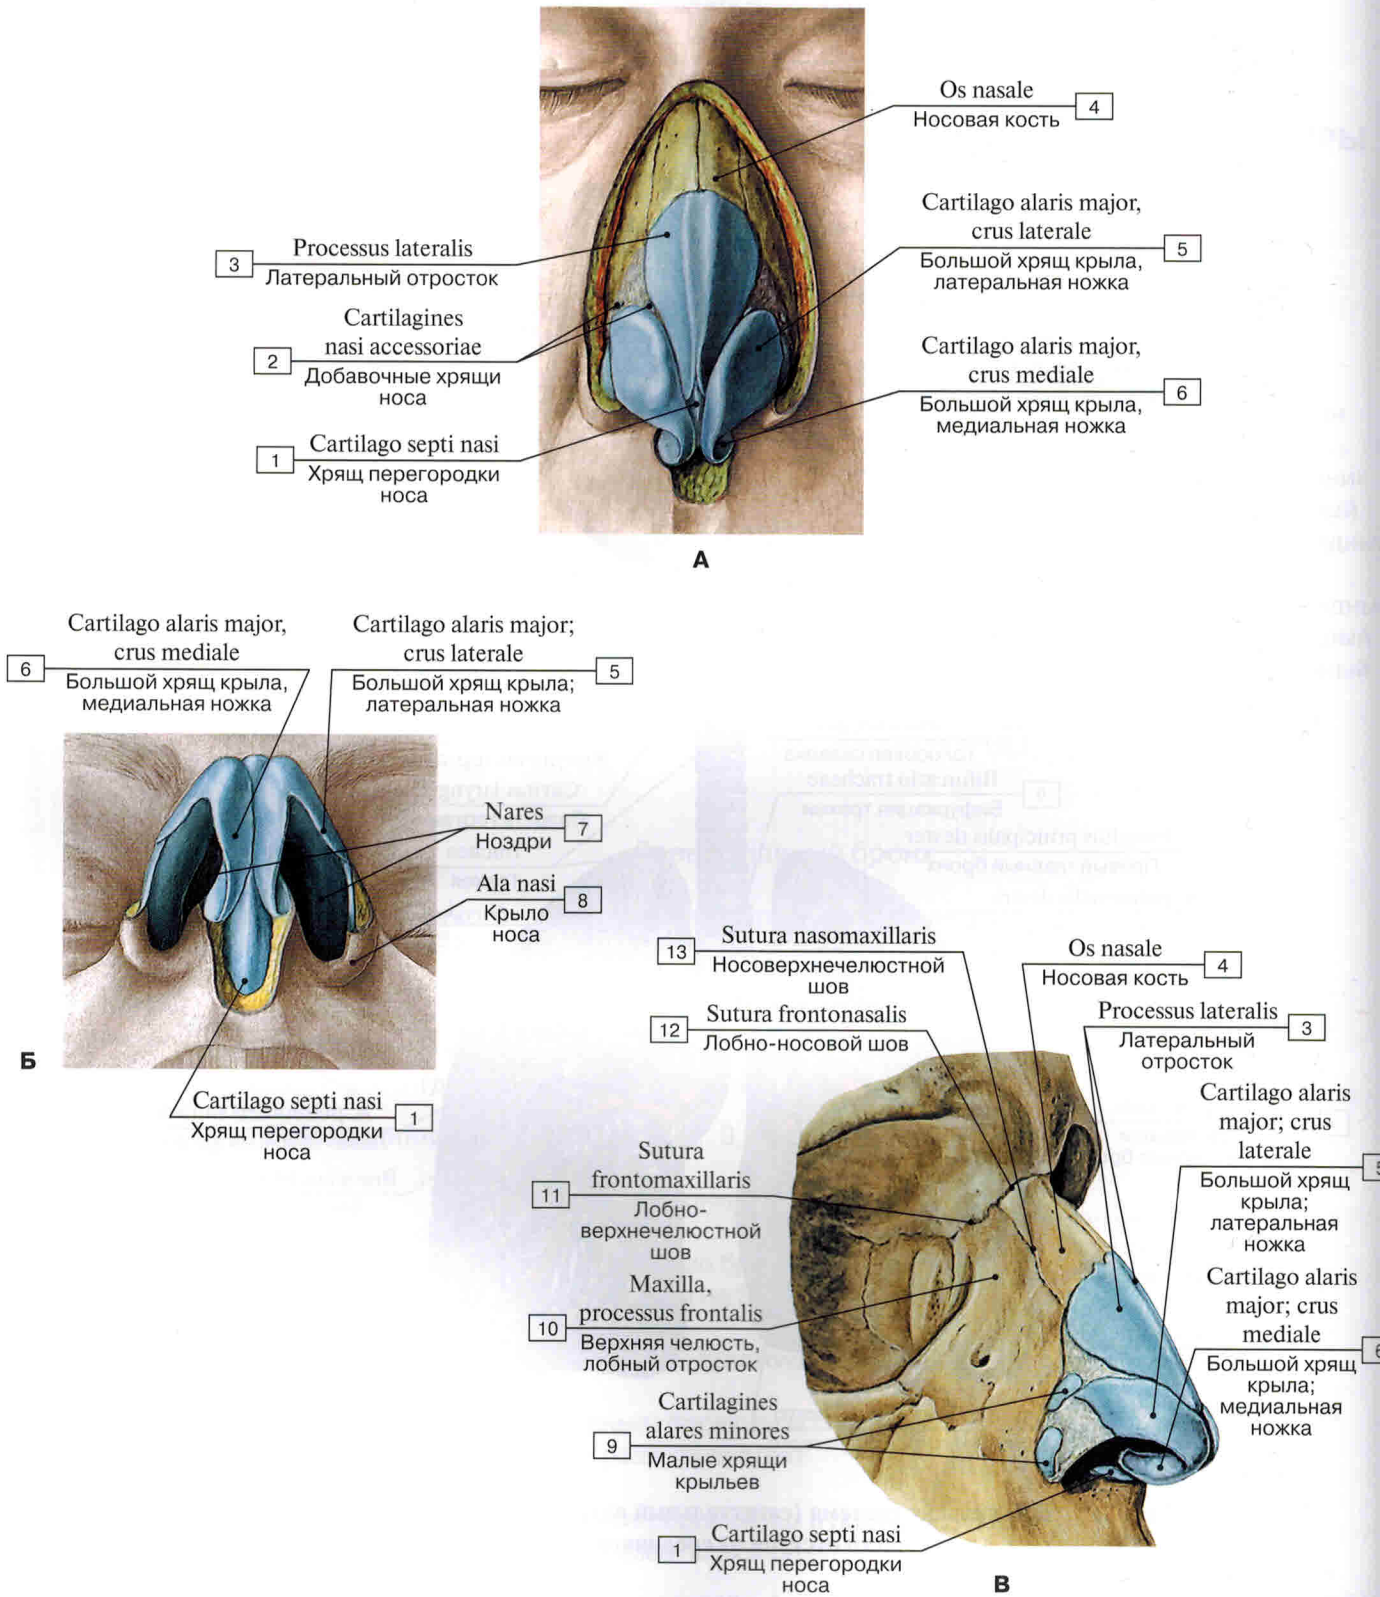 Os nasale
4
Носовая кость
Cartilago alaris major,
crus laterale
5
Большой хрящ крыла,
латеральная ножка
Processus lateralis
3
Латеральный отросток
Cartilagines
nasi accessoriae
2
Добавочные хрящи
носа
Cartilago alaris major,
crus mediale
6
Большой хрящ крыла,
медиальная ножка
Cartilago septi nasi
1
Хрящ перегородки
носа
А
Cartilago alaris major,
crus mediale
6
Большой хрящ крыла,
медиальная ножка
Cartilago alaris major;
crus laterale
5
Большой хрящ крыла;
латеральная ножка
Nares
7
Ноздри
Ala nasi
8
Крыло
носа
Б
Cartilago septi nasi
1
Хрящ перегородки
носа
Sutura nasomaxillaris
13
Носоверхнечелюстной
шов
Os nasale
4
Носовая кость
Sutura frontonasalis
12
Лобно-носовой шов
Processus lateralis
3
Латеральный
отросток
Cartilago alaris
major; crus
laterale
5
Большой хрящ
крыла;
латеральная
ножка
Sutura
frontomaxillaris
11
Лобно-
верхнечелюстной
шов
Maxilla,
processus frontalis
10
Верхняя челюсть,
лобный отросток
Cartilago alaris
major; crus
mediale
6
Большой хрящ
крыла;
медиальная
ножка
Cartilagines
alares minores
9
Малые хрящи
крыльев
Cartilago septi nasi
1
Хрящ перегородки
носа
В